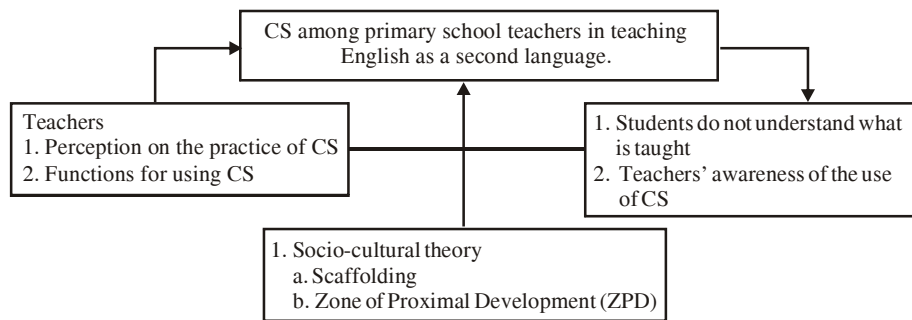 CS among primary school teachers in teaching
English as a second language.
Teachers
1. Perception on the practice of CS
2. Functions for using CS
1. Students do not understand what
is taught
2. Teachers’ awareness of the use
of CS
1. Socio-cultural theory
a. Scaffolding
b. Zone of Proximal Development (ZPD)